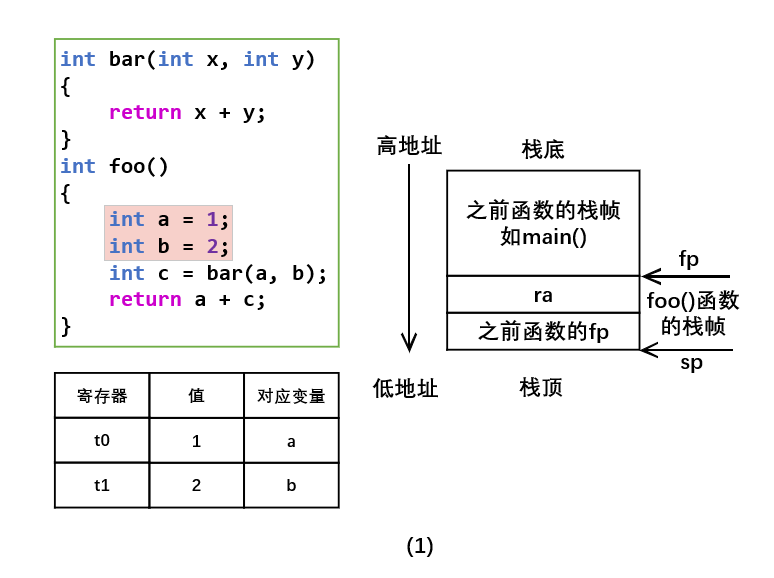 int bar(int x, int y)
{
    return x + y;
}
int foo()
{
    int a = 1;
    int b = 2;
    int c = bar(a, b);
    return a + c;
}
寄存器 值 对应变量
t0 1 a
t1 2 b
高地址
低地址
栈底
之前函数的栈帧
如main()
ra
之前函数的fp
栈顶
fp
foo()函数
的栈帧
sp
(1)